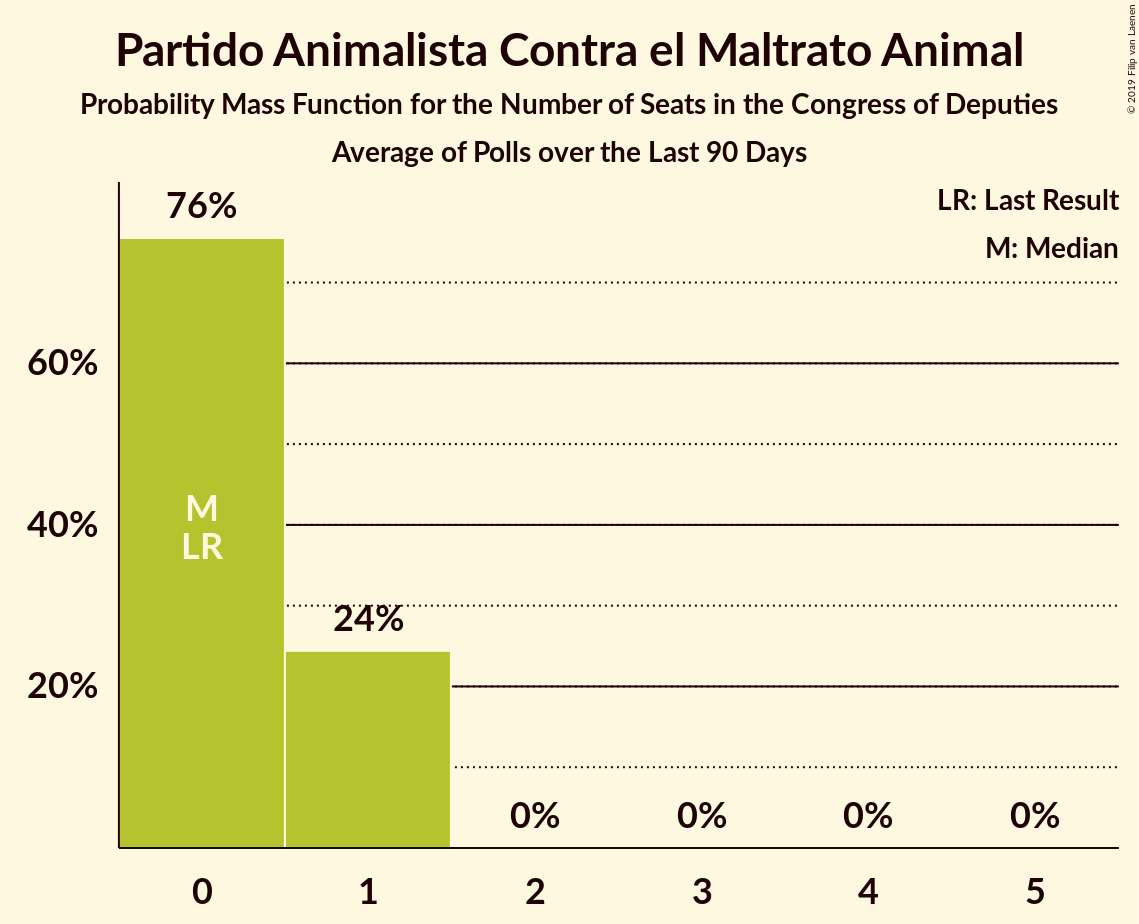 Partido Animalista Contra el Maltrato Animal
Probability Mass Function for the Number of Seats in the Congress of Deputies
Average of Polls over the Last 90 Days
© 2019 Filip van Laenen
LR: Last Result
M: Median
76%
60%
M
40%
LR
24%
20%
0% 0% 0% 0%
0 1 2 3 4 5